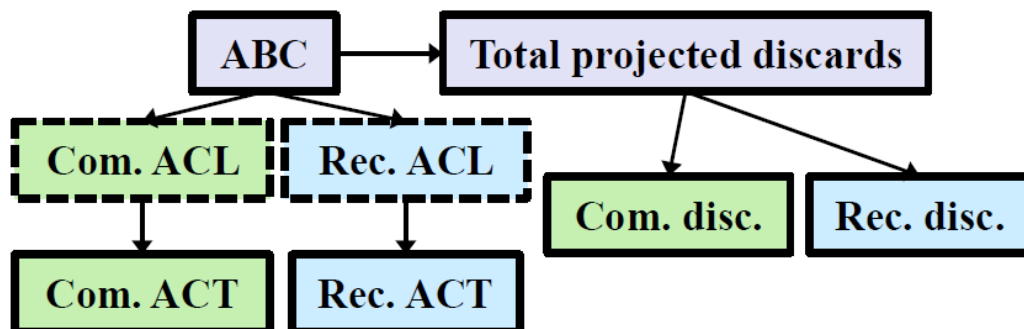 ABC
Total projected discards
Com. ACL
Rec. ACL
Com. disc.
Rec. disc.
Com. ACT
Rec. ACT